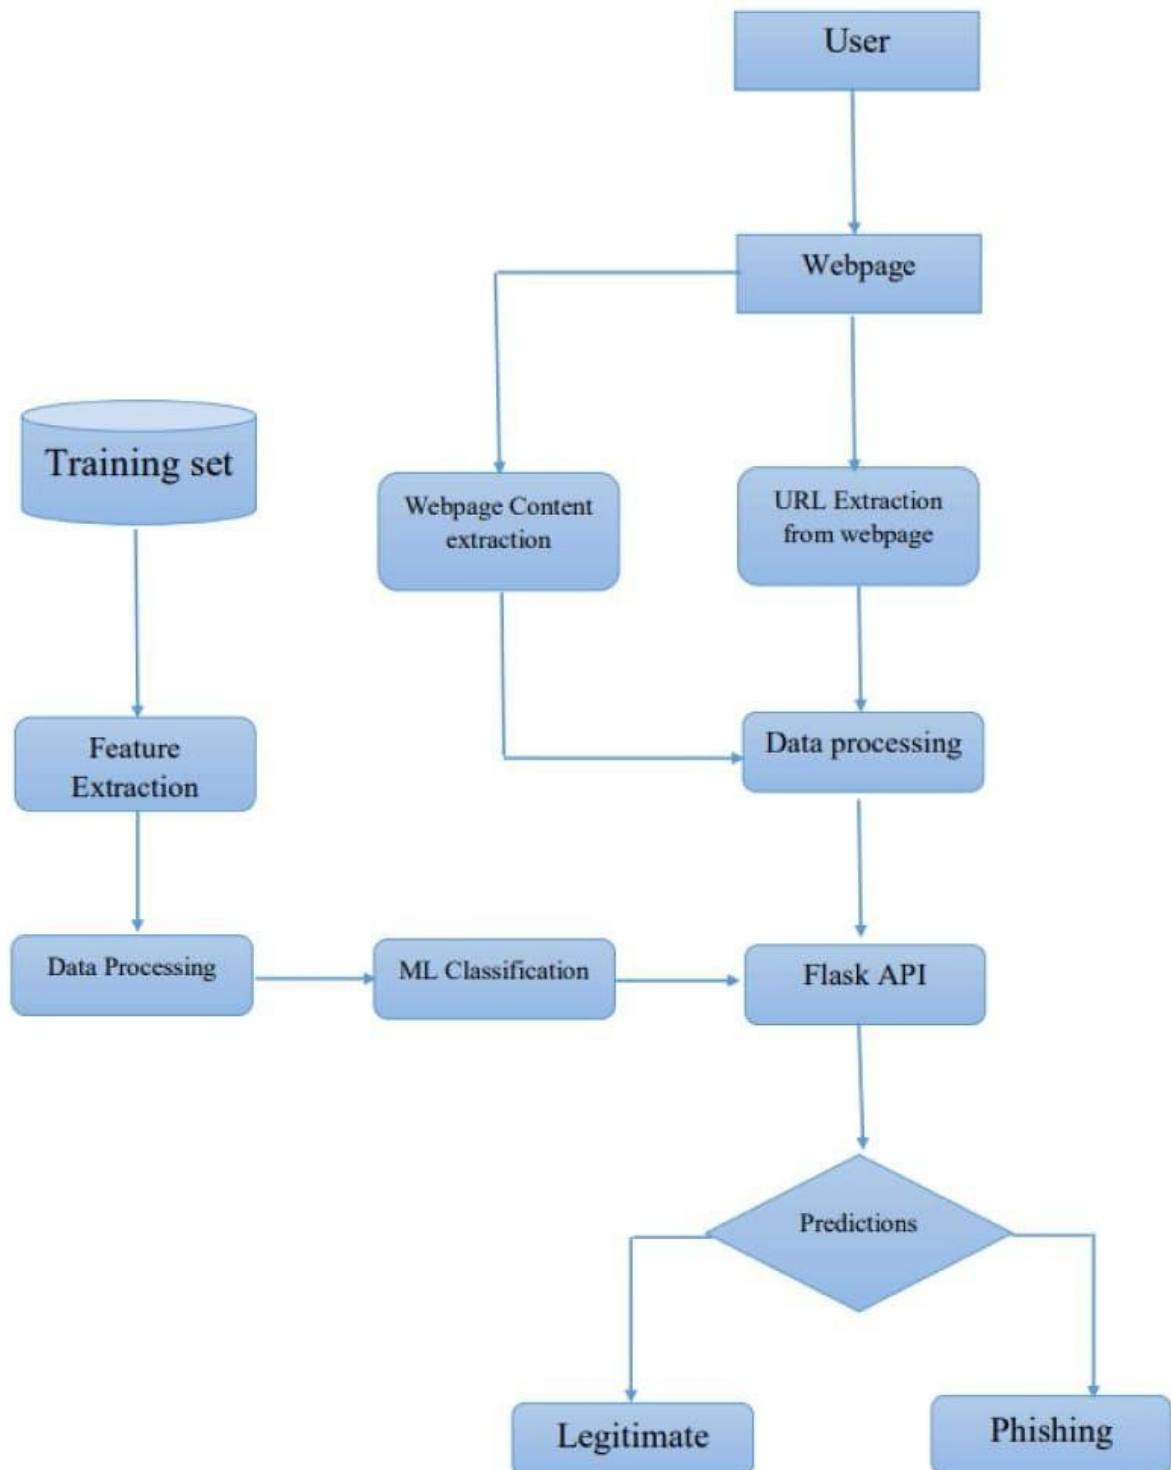 User
Webpage
Training set
Webpage Content
extraction
URL Extraction
from webpage
Feature
Extraction
Data processing
Data Processing
ML Classification
Flask API
Predictions
Legitimate
Phishing